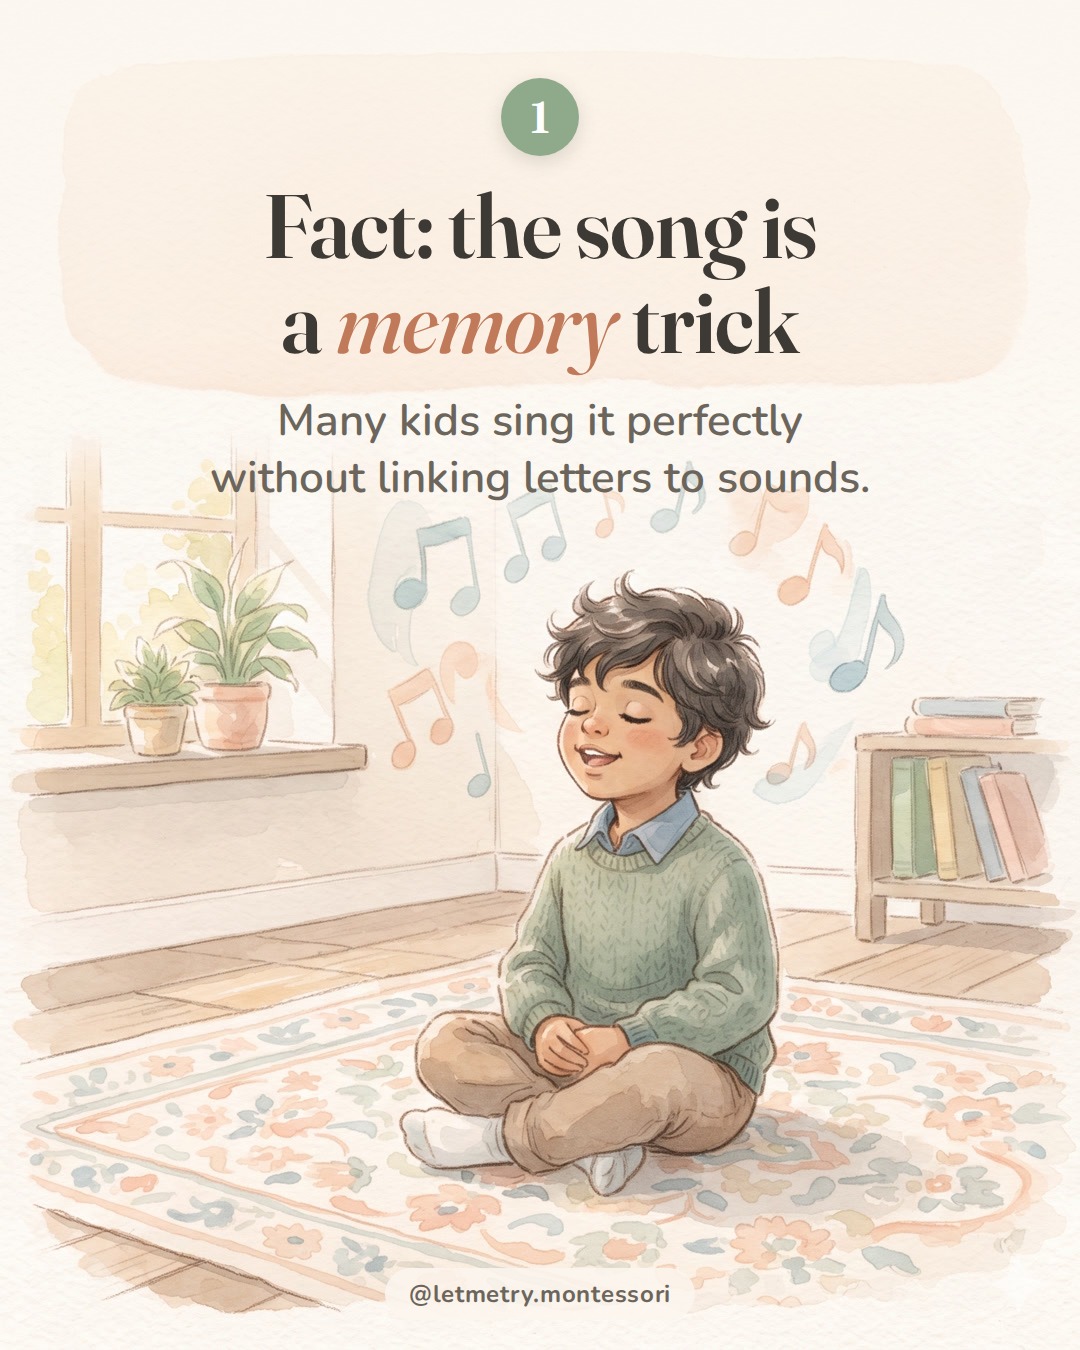 1
Fact: the song is
a memory trick
Many kids sing it perfectly
without linking letters to sounds.
@letmetry.montessori